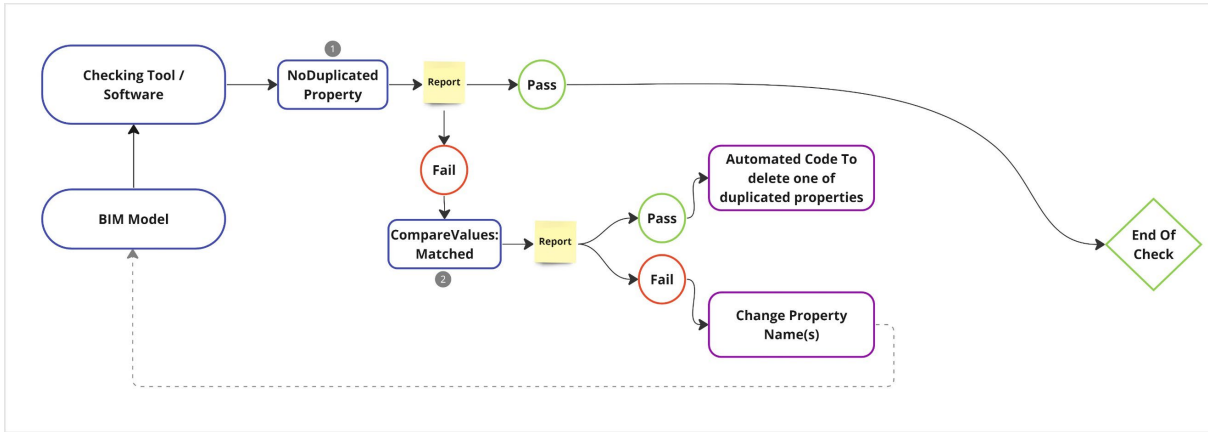 1
Checking Tool /
Software
NoDuplicated
Property
Report
Pass
Fail
BIM Model
CompareValues:
Matched
2
Report
Pass
Automated Code To
delete one of
duplicated properties
Fail
Change Property
Name(s)
End Of
Check